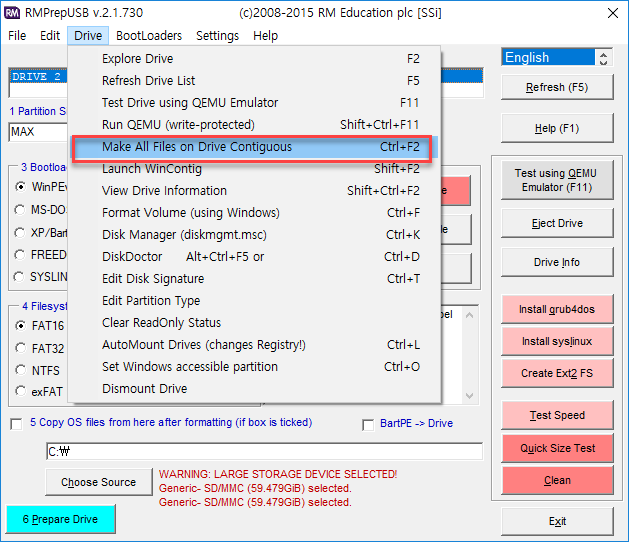 RMPrepUSB v.2.1.730 (c)2008-2015 RM Education plc [SSi]
File Edit Drive BootLoaders Settings Help
DRIVE 2
English
Explore Drive F2
Refresh Drive List F5
Test Drive using QEMU Emulator F11
Run QEMU (write-protected) Shift+Ctrl+F11
Make All Files on Drive Contiguous Ctrl+F2
Launch WinContig Shift+F2
View Drive Information Shift+Ctrl+F2
Format Volume (using Windows) Ctrl+F
Disk Manager (diskmgmt.msc) Ctrl+K
DiskDoctor Alt+Ctrl+F5 or Ctrl+D
Edit Disk Signature Ctrl+T
Edit Partition Type
Clear ReadOnly Status
AutoMount Drives (changes Registry!) Ctrl+L
Set Windows accessible partition Ctrl+O
Dismount Drive
1 Partition S
MAX
3 Bootloa
WinPEv
MS-DOS
XP/Bart
FREED
SYSLIN
4 Filesyst
FAT16
FAT32
NTFS
exFAT
Refresh (F5)
Help (F1)
Test using QEMU
Emulator (F11)
Eject Drive
Drive Info
Install grub4dos
Install syslinux
Create Ext2 FS
Test Speed
Quick Size Test
Clean
Exit
5 Copy OS files from here after formatting (if box is ticked) BartPE -> Drive
C:₩
Choose Source
WARNING: LARGE STORAGE DEVICE SELECTED!
Generic- SD/MMC (59.479GiB) selected.
Generic- SD/MMC (59.479GiB) selected.
6 Prepare Drive